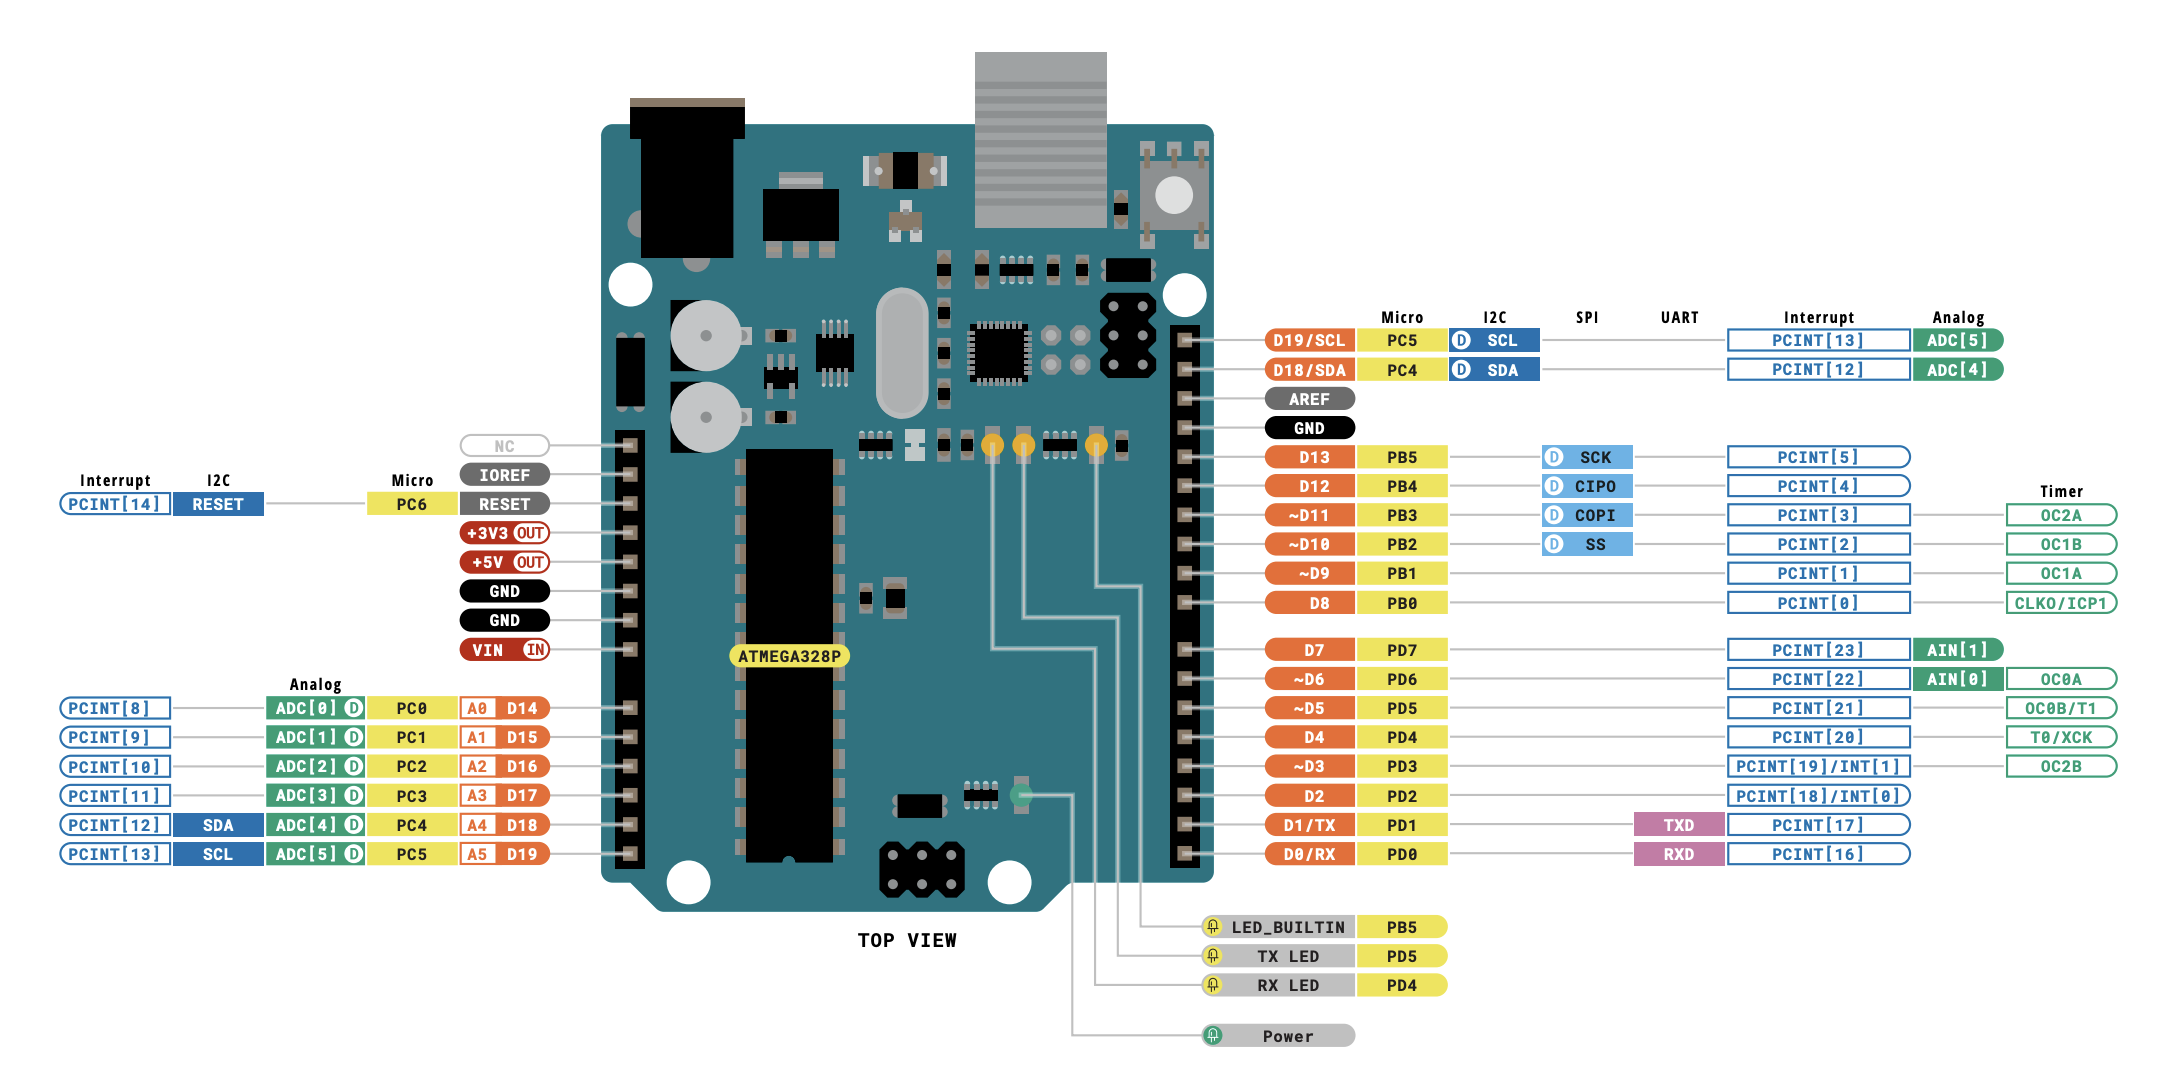 Micro I2C SPI UART Interrupt Analog
D19/SCL PC5 D SCL PCINT[13] ADC[5]
D18/SDA PC4 D SDA PCINT[12] ADC[4]
AREF
GND
NC
D13 PB5 D SCK PCINT[5]
IOREF
Interrupt I2C Micro
D12 PB4 D CIPO PCINT[4]
Timer
PCINT[14] RESET PC6 RESET
~D11 PB3 D COPI PCINT[3] OC2A
+3V3 OUT
~D10 PB2 D SS PCINT[2] OC1B
+5V OUT
~D9 PB1 PCINT[1] OC1A
GND
D8 PB0 PCINT[0] CLKO/ICP1
GND
VIN IN
D7 PD7 PCINT[23] AIN[1]
ATMEGA328P
~D6 PD6 PCINT[22] AIN[0] OC0A
Analog
PCINT[8] ADC[0] D PC0 A0 D14
~D5 PD5 PCINT[21] OC0B/T1
PCINT[9] ADC[1] D PC1 A1 D15
D4 PD4 PCINT[20] T0/XCK
PCINT[10] ADC[2] D PC2 A2 D16
~D3 PD3 PCINT[19]/INT[1] OC2B
PCINT[11] ADC[3] D PC3 A3 D17
D2 PD2 PCINT[18]/INT[0]
PCINT[12] SDA ADC[4] D PC4 A4 D18
D1/TX PD1 TXD PCINT[17]
PCINT[13] SCL ADC[5] D PC5 A5 D19
D0/RX PD0 RXD PCINT[16]
LED_BUILTIN PB5
TOP VIEW
TX LED PD5
RX LED PD4
Power